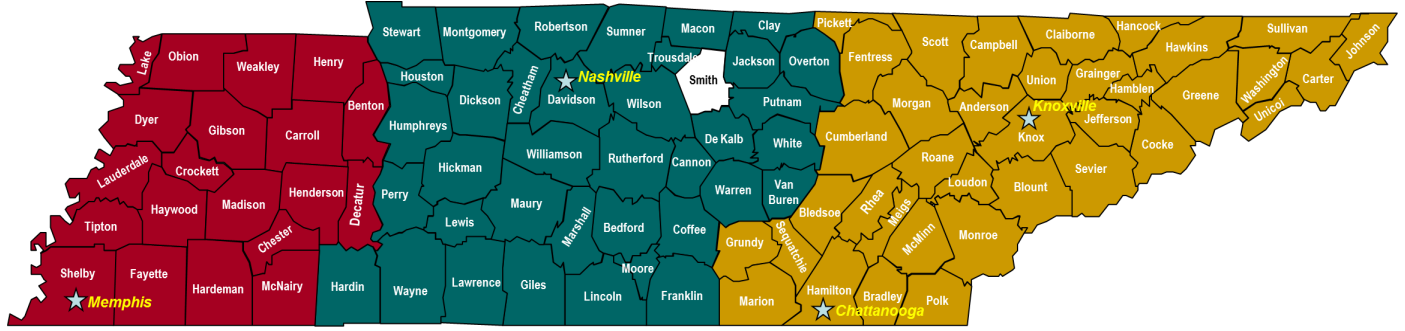 Lake
Obion
Weakley
Henry
Benton
Dyer
Gibson
Carroll
Lauderdale
Crockett
Haywood
Madison
Henderson
Decatur
Tipton
Chester
Shelby
Memphis
Fayette
Hardeman
McNairy
Stewart
Montgomery
Robertson
Sumner
Macon
Clay
Trousdale
Smith
Jackson
Overton
Houston
Dickson
Cheatham
Nashville
Davidson
Wilson
Putnam
Humphreys
De Kalb
White
Hickman
Williamson
Rutherford
Cannon
Warren
Van
Buren
Perry
Lewis
Maury
Marshall
Bedford
Coffee
Moore
Hardin
Wayne
Lawrence
Giles
Lincoln
Franklin
Pickett
Fentress
Scott
Campbell
Claiborne
Hancock
Hawkins
Sullivan
Johnson
Union
Grainger
Hamblen
Greene
Washington
Carter
Unicoi
Morgan
Anderson
Knoxville
Knox
Jefferson
Cocke
Cumberland
Roane
Loudon
Blount
Sevier
Bledsoe
Rhea
Meigs
McMinn
Monroe
Grundy
Sequatchie
Marion
Hamilton
Chattanooga
Bradley
Polk